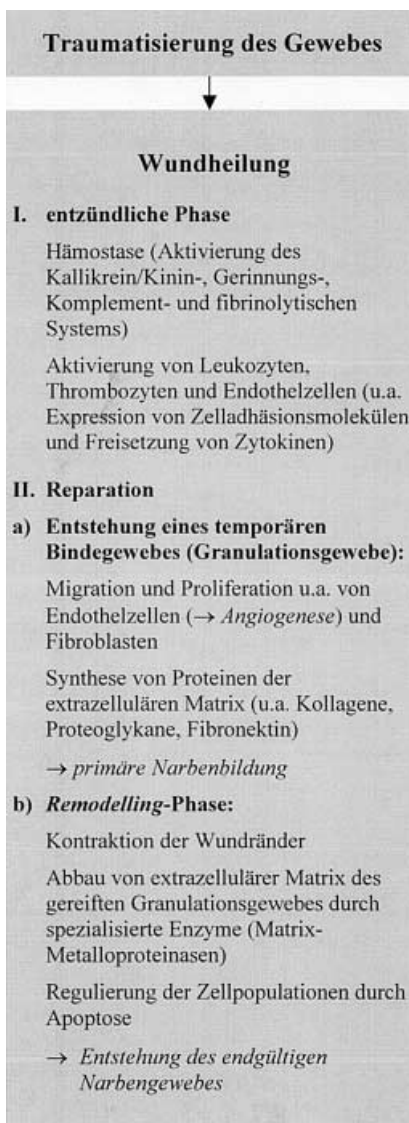 Traumatisierung des Gewebes
↓
Wundheilung
I. entzündliche Phase
Hämostase (Aktivierung des
Kallikrein/Kinin-, Gerinnungs-,
Komplement- und fibrinolytischen
Systems)
Aktivierung von Leukozyten,
Thrombozyten und Endothelzellen (u.a.
Expression von Zelladhäsionsmolekülen
und Freisetzung von Zytokinen)
II. Reparation
a) Entstehung eines temporären
Bindegewebes (Granulationsgewebe):
Migration und Proliferation u.a. von
Endothelzellen (→ Angiogenese) und
Fibroblasten
Synthese von Proteinen der
extrazellulären Matrix (u.a. Kollagene,
Proteoglykane, Fibronektin)
→ primäre Narbenbildung
b) Remodelling-Phase:
Kontraktion der Wundränder
Abbau von extrazellulärer Matrix des
gereiften Granulationsgewebes durch
spezialisierte Enzyme (Matrix-
Metalloproteinasen)
Regulierung der Zellpopulationen durch
Apoptose
→ Entstehung des endgültigen
Narbengewebes